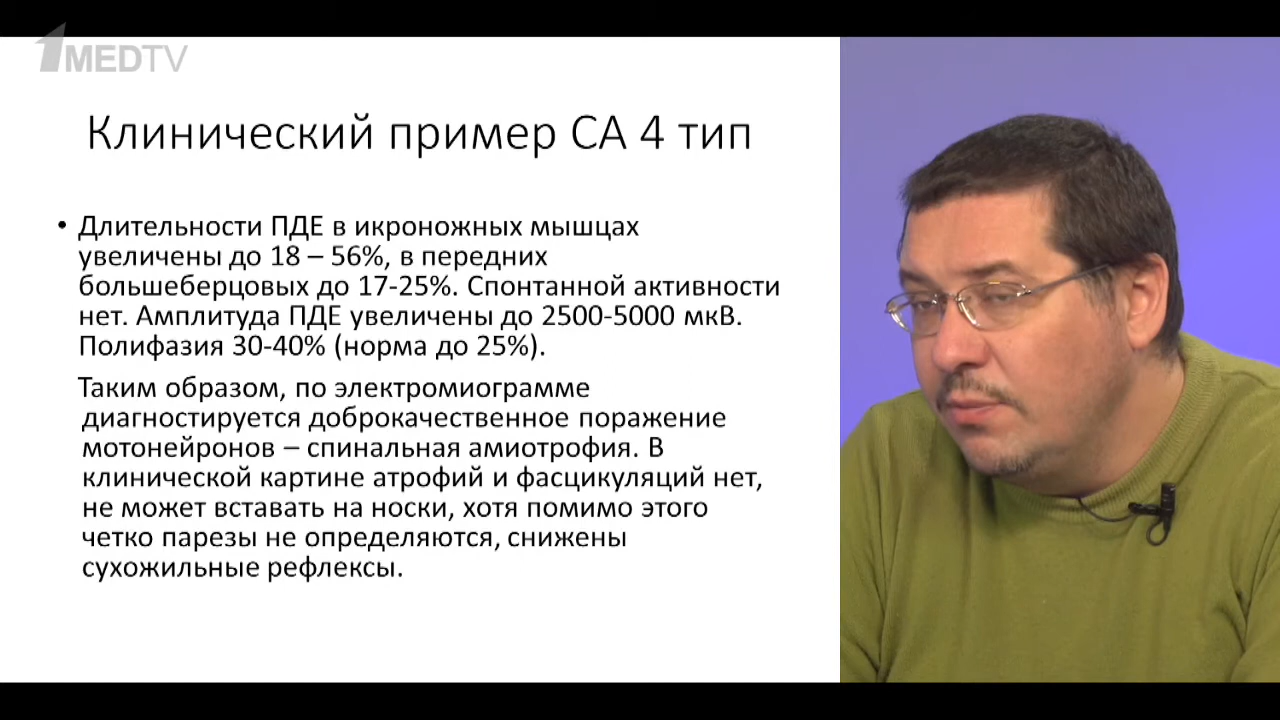 1MEDTV
Клинический пример СА 4 тип
• Длительности ПДЕ в икроножных мышцах
увеличены до 18 – 56%, в передних
большеберцовых до 17-25%. Спонтанной активности
нет. Амплитуда ПДЕ увеличены до 2500-5000 мкВ.
Полифазия 30-40% (норма до 25%).
Таким образом, по электромиограмме
диагностируется доброкачественное поражение
мотонейронов – спинальная амиотрофия. В
клинической картине атрофий и фасцикуляций нет,
не может вставать на носки, хотя помимо этого
четко парезы не определяются, снижены
сухожильные рефлексы.